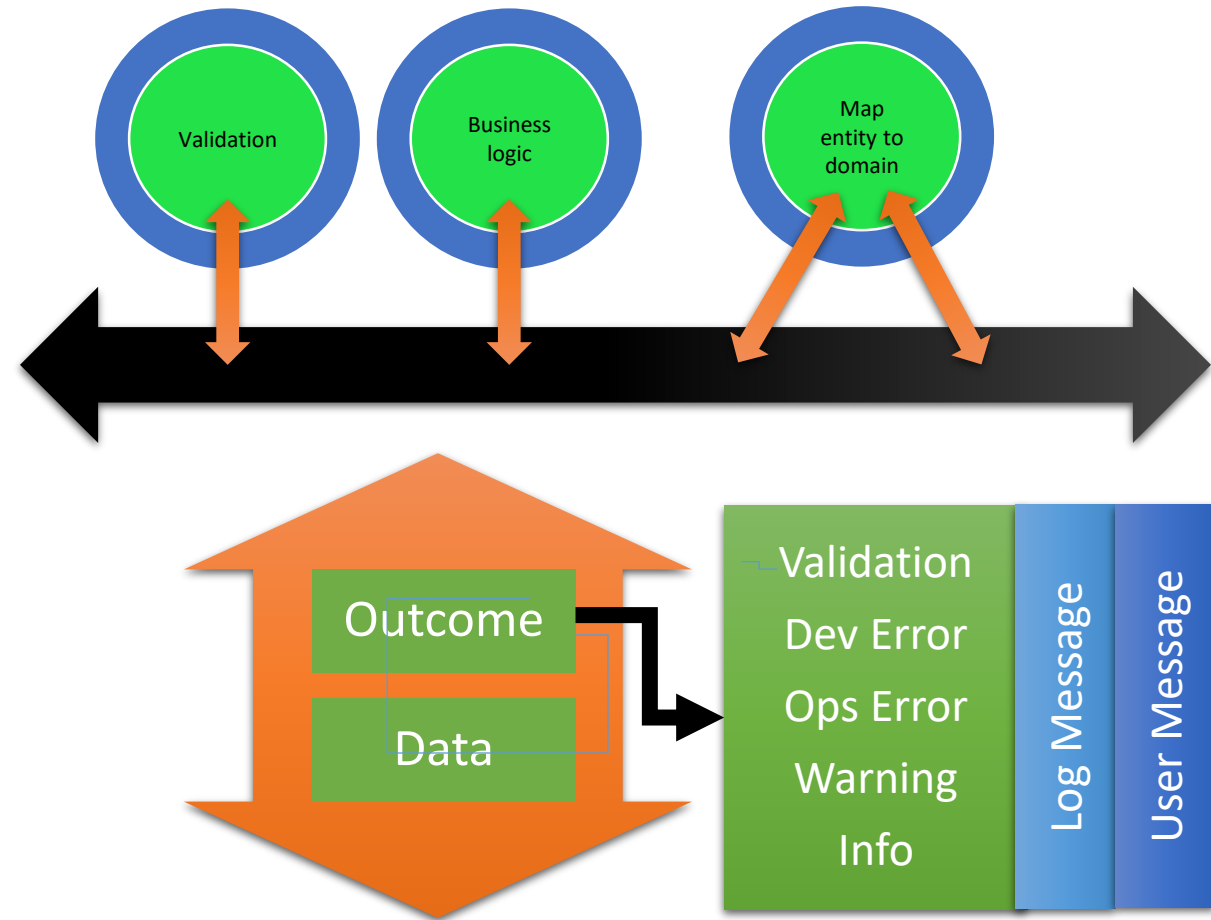 Validation
Business
logic
Map
entity to
domain
Outcome
Data
Validation
Dev Error
Ops Error
Warning
Info
Log Message
User Message